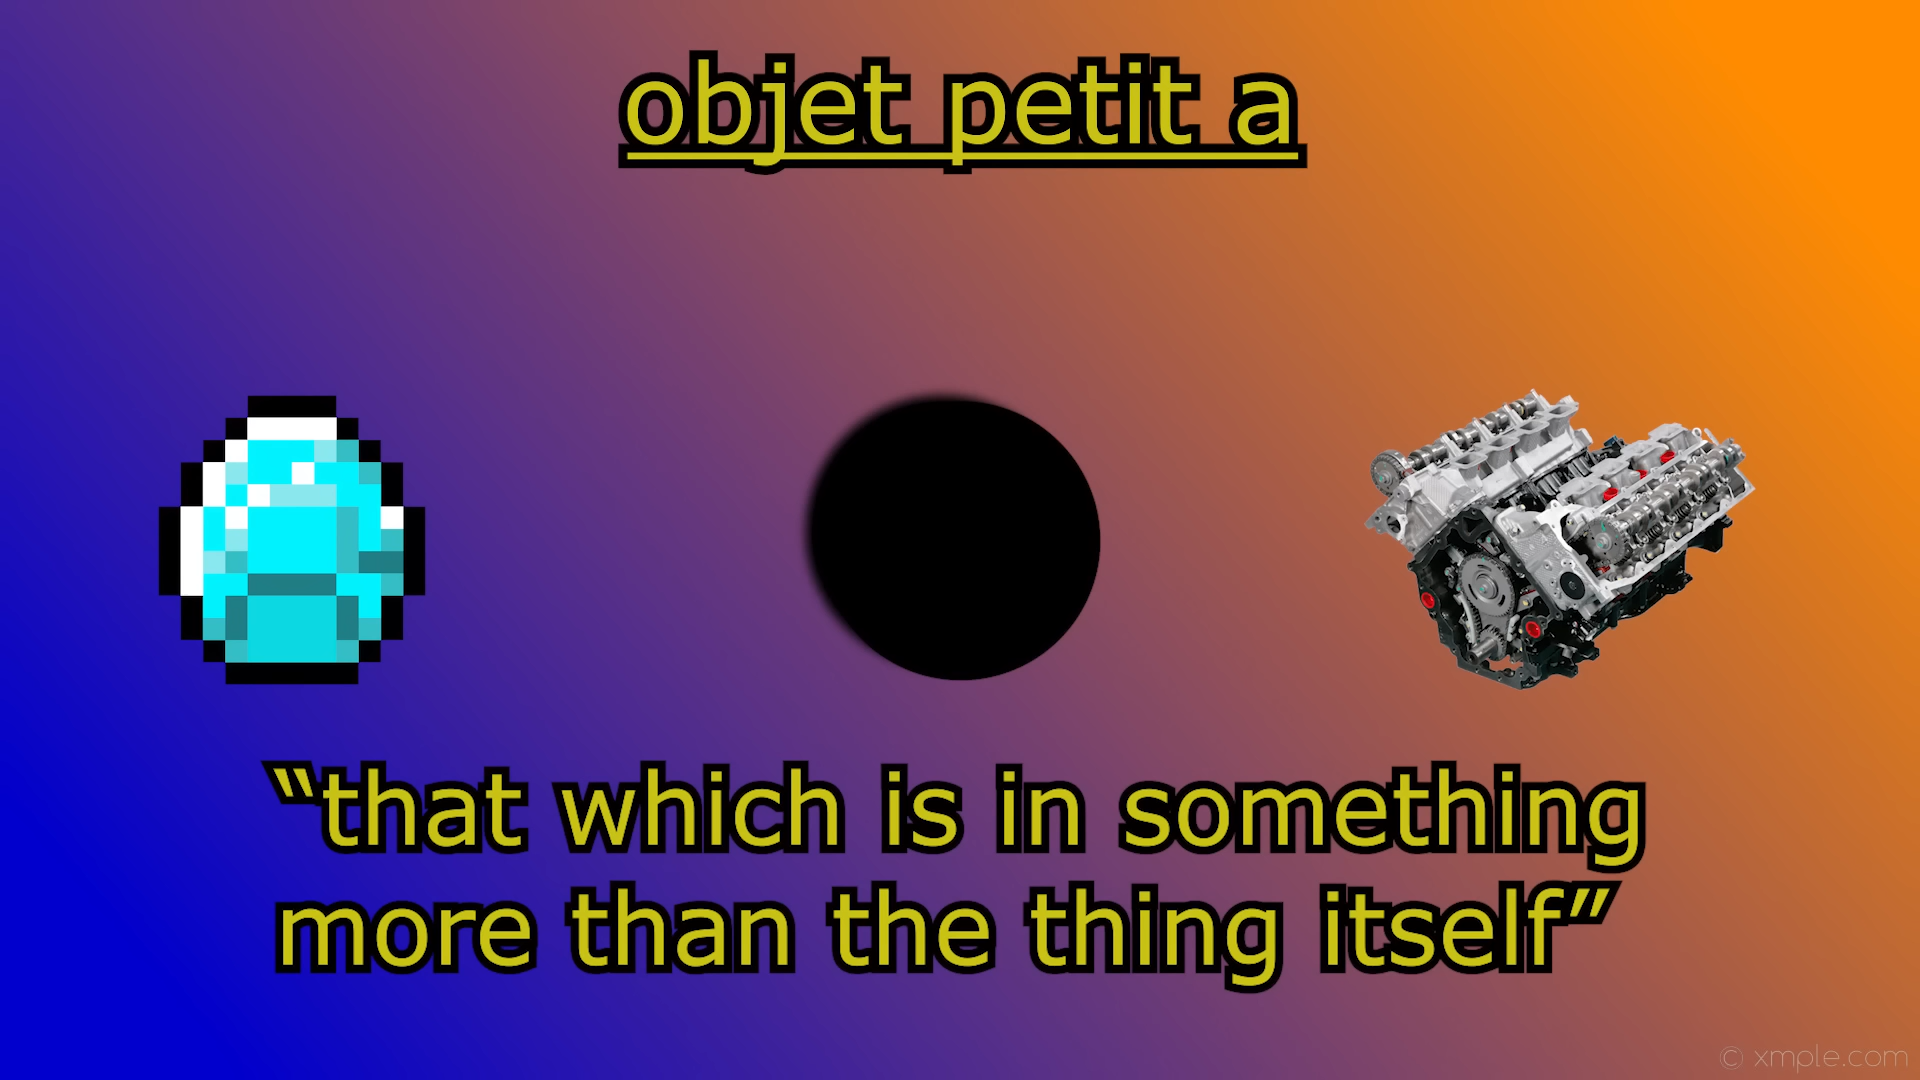 objet petit a
“that which is in something
more than the thing itself”
© xmple.com